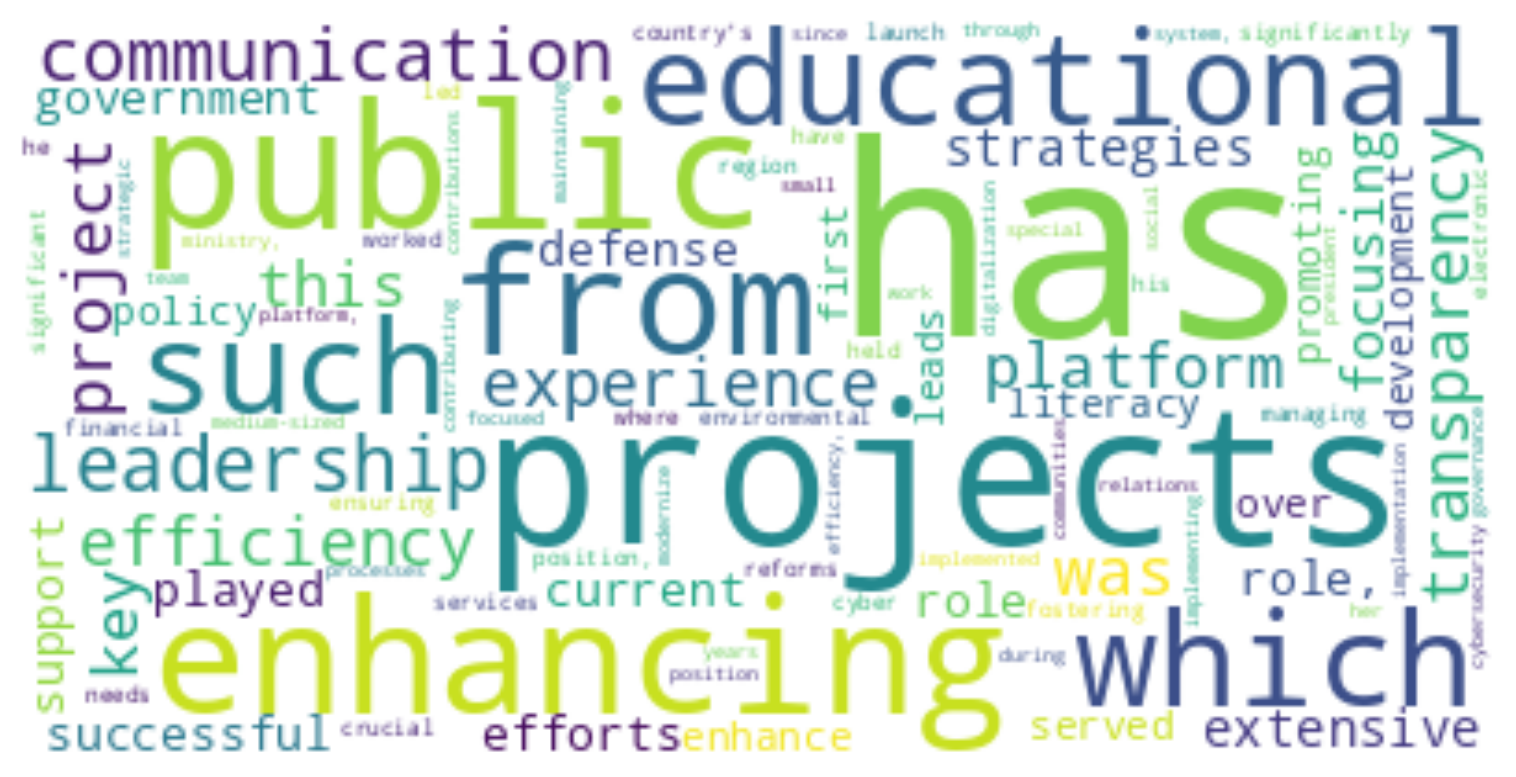 country's since launch through system, significantly
communication educational
government led maintaining
public has strategies
he project strategic contributions region have small
transparency focusing promoting development electronic
significant ministry, worked defense first digitalization special social president
team this from work his
policy platform, such contributing held leads platform
experience literacy
financial medium-sized focused where environmental managing
leadership projects communities relations over
ensuring modernize efficiency, implementing implementation governance cybersecurity
support efficiency position, implemented was
key played processes services current reforms cyber role fostering role, her
enhancing years position during which
needs
successful crucial efforts enhance served extensive